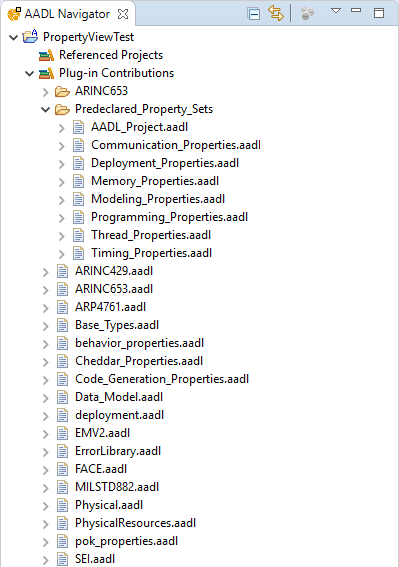 AADL Navigator
PropertyViewTest
Referenced Projects
Plug-in Contributions
ARINC653
Predeclared_Property_Sets
AADL_Project.aadl
Communication_Properties.aadl
Deployment_Properties.aadl
Memory_Properties.aadl
Modeling_Properties.aadl
Programming_Properties.aadl
Thread_Properties.aadl
Timing_Properties.aadl
ARINC429.aadl
ARINC653.aadl
ARP4761.aadl
Base_Types.aadl
behavior_properties.aadl
Cheddar_Properties.aadl
Code_Generation_Properties.aadl
Data_Model.aadl
deployment.aadl
EMV2.aadl
ErrorLibrary.aadl
FACE.aadl
MILSTD882.aadl
Physical.aadl
PhysicalResources.aadl
pok_properties.aadl
SEI.aadl